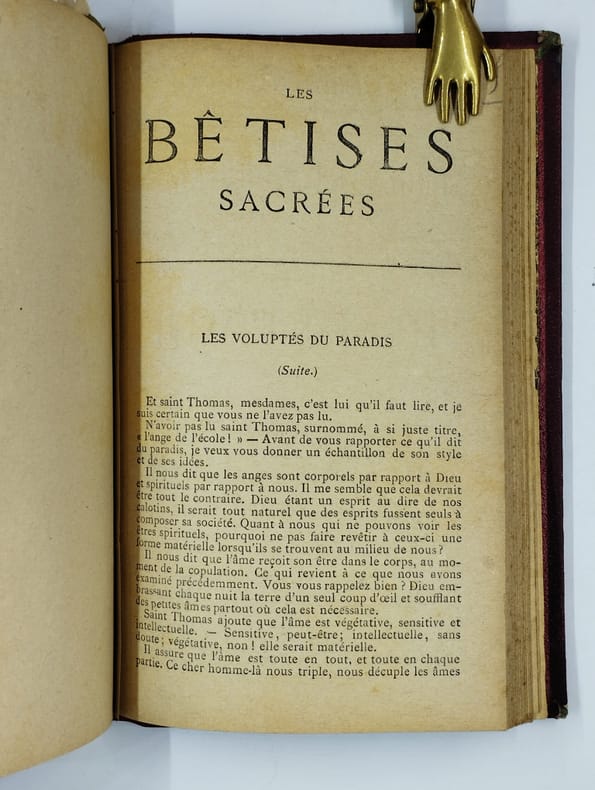 LES
BÊTISES
SACRÉES
LES VOLUPTÉS DU PARADIS
(Suite.)
Et saint Thomas, mesdames, c'est lui qu'il faut lire, et je
suis certain que vous ne l'avez pas lu.
N'avoir pas lu saint Thomas, surnommé, à si juste titre,
« l'ange de l'école! » — Avant de vous rapporter ce qu'il dit
du paradis, je veux vous donner un échantillon de son style
et de ses idées.
Il nous dit que les anges sont corporels par rapport à Dieu
et spirituels par rapport à nous. Il me semble que cela devrait
être tout le contraire. Dieu étant un esprit au dire de nos
calotins, il serait tout naturel que des esprits fussent seuls à
composer sa société. Quant à nous qui ne pouvons voir les
êtres spirituels, pourquoi ne pas faire revêtir à ceux-ci une
forme matérielle lorsqu'ils se trouvent au milieu de nous?
Il nous dit que l'âme reçoit son être dans le corps, au mo-
ment de la copulation. Ce qui revient à ce que nous avons
examiné précédemment. Vous vous rappelez bien? Dieu em-
brassant chaque nuit la terre d'un seul coup d'œil et soufflant
des petites âmes partout où cela est nécessaire.
Saint Thomas ajoute que l'âme est végétative, sensitive et
intellectuelle. — Sensitive, peut-être; intellectuelle, sans
doute; végétative, non! elle serait matérielle.
Il assure que l'âme est toute en tout, et toute en chaque
partie. Ce cher homme-là nous triple, nous décuple les âmes